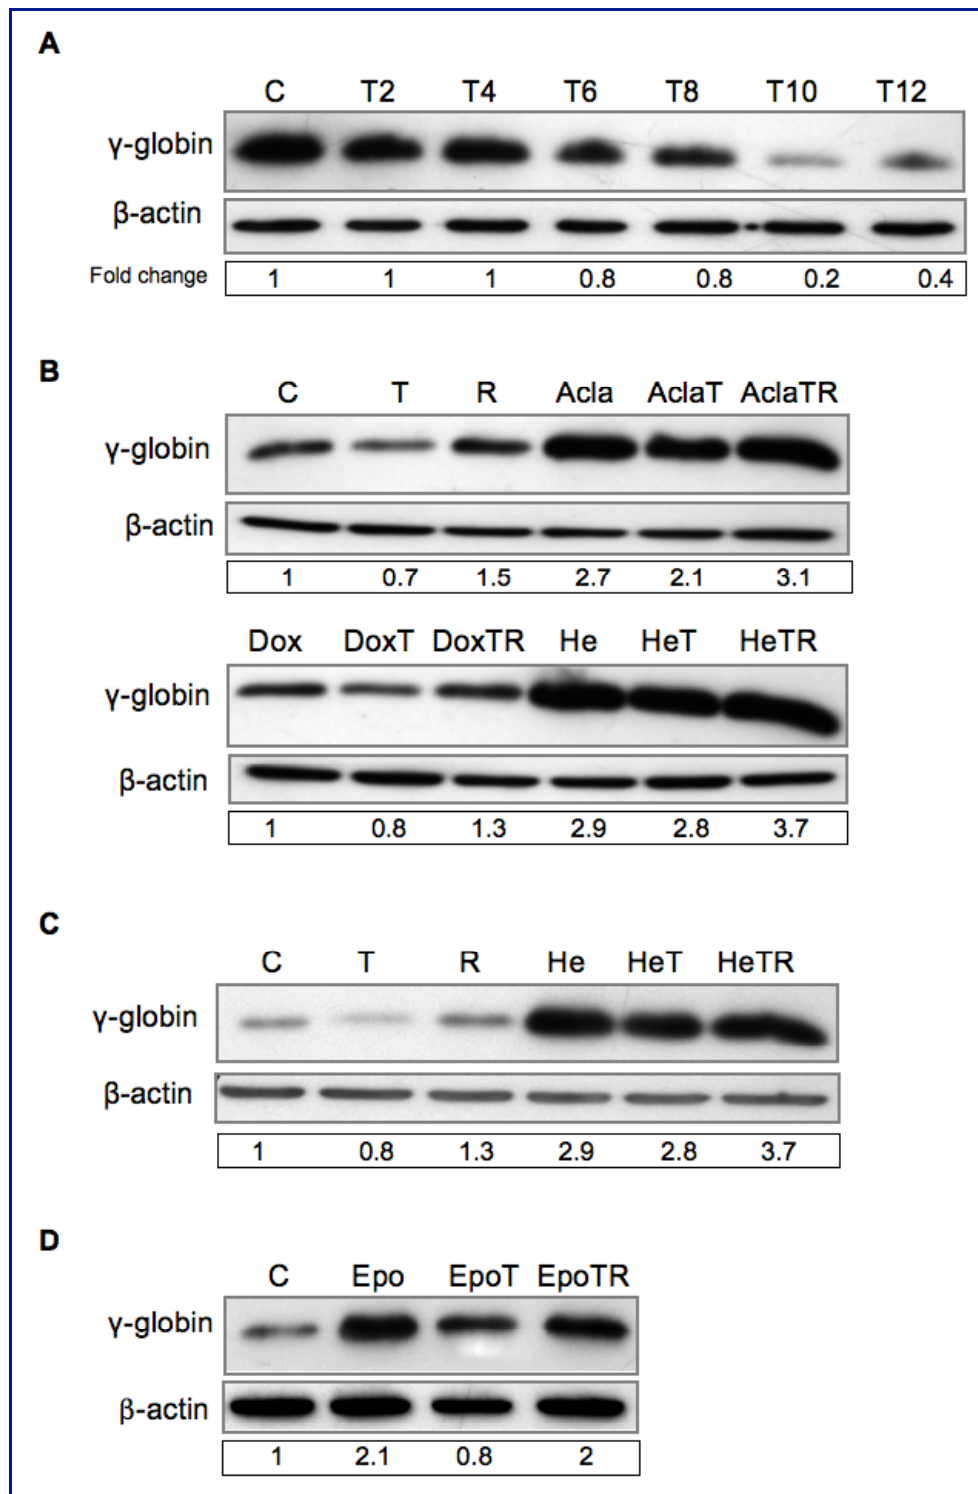 A
C T2 T4 T6 T8 T10 T12
γ-globin
β-actin
Fold change 1 1 1 0.8 0.8 0.2 0.4
B
C T R Acla AclaT AclaTR
γ-globin
β-actin
1 0.7 1.5 2.7 2.1 3.1
Dox DoxT DoxTR He HeT HeTR
γ-globin
β-actin
1 0.8 1.3 2.9 2.8 3.7
C
C T R He HeT HeTR
γ-globin
β-actin
1 0.8 1.3 2.9 2.8 3.7
D
C Epo EpoT EpoTR
γ-globin
β-actin
1 2.1 0.8 2